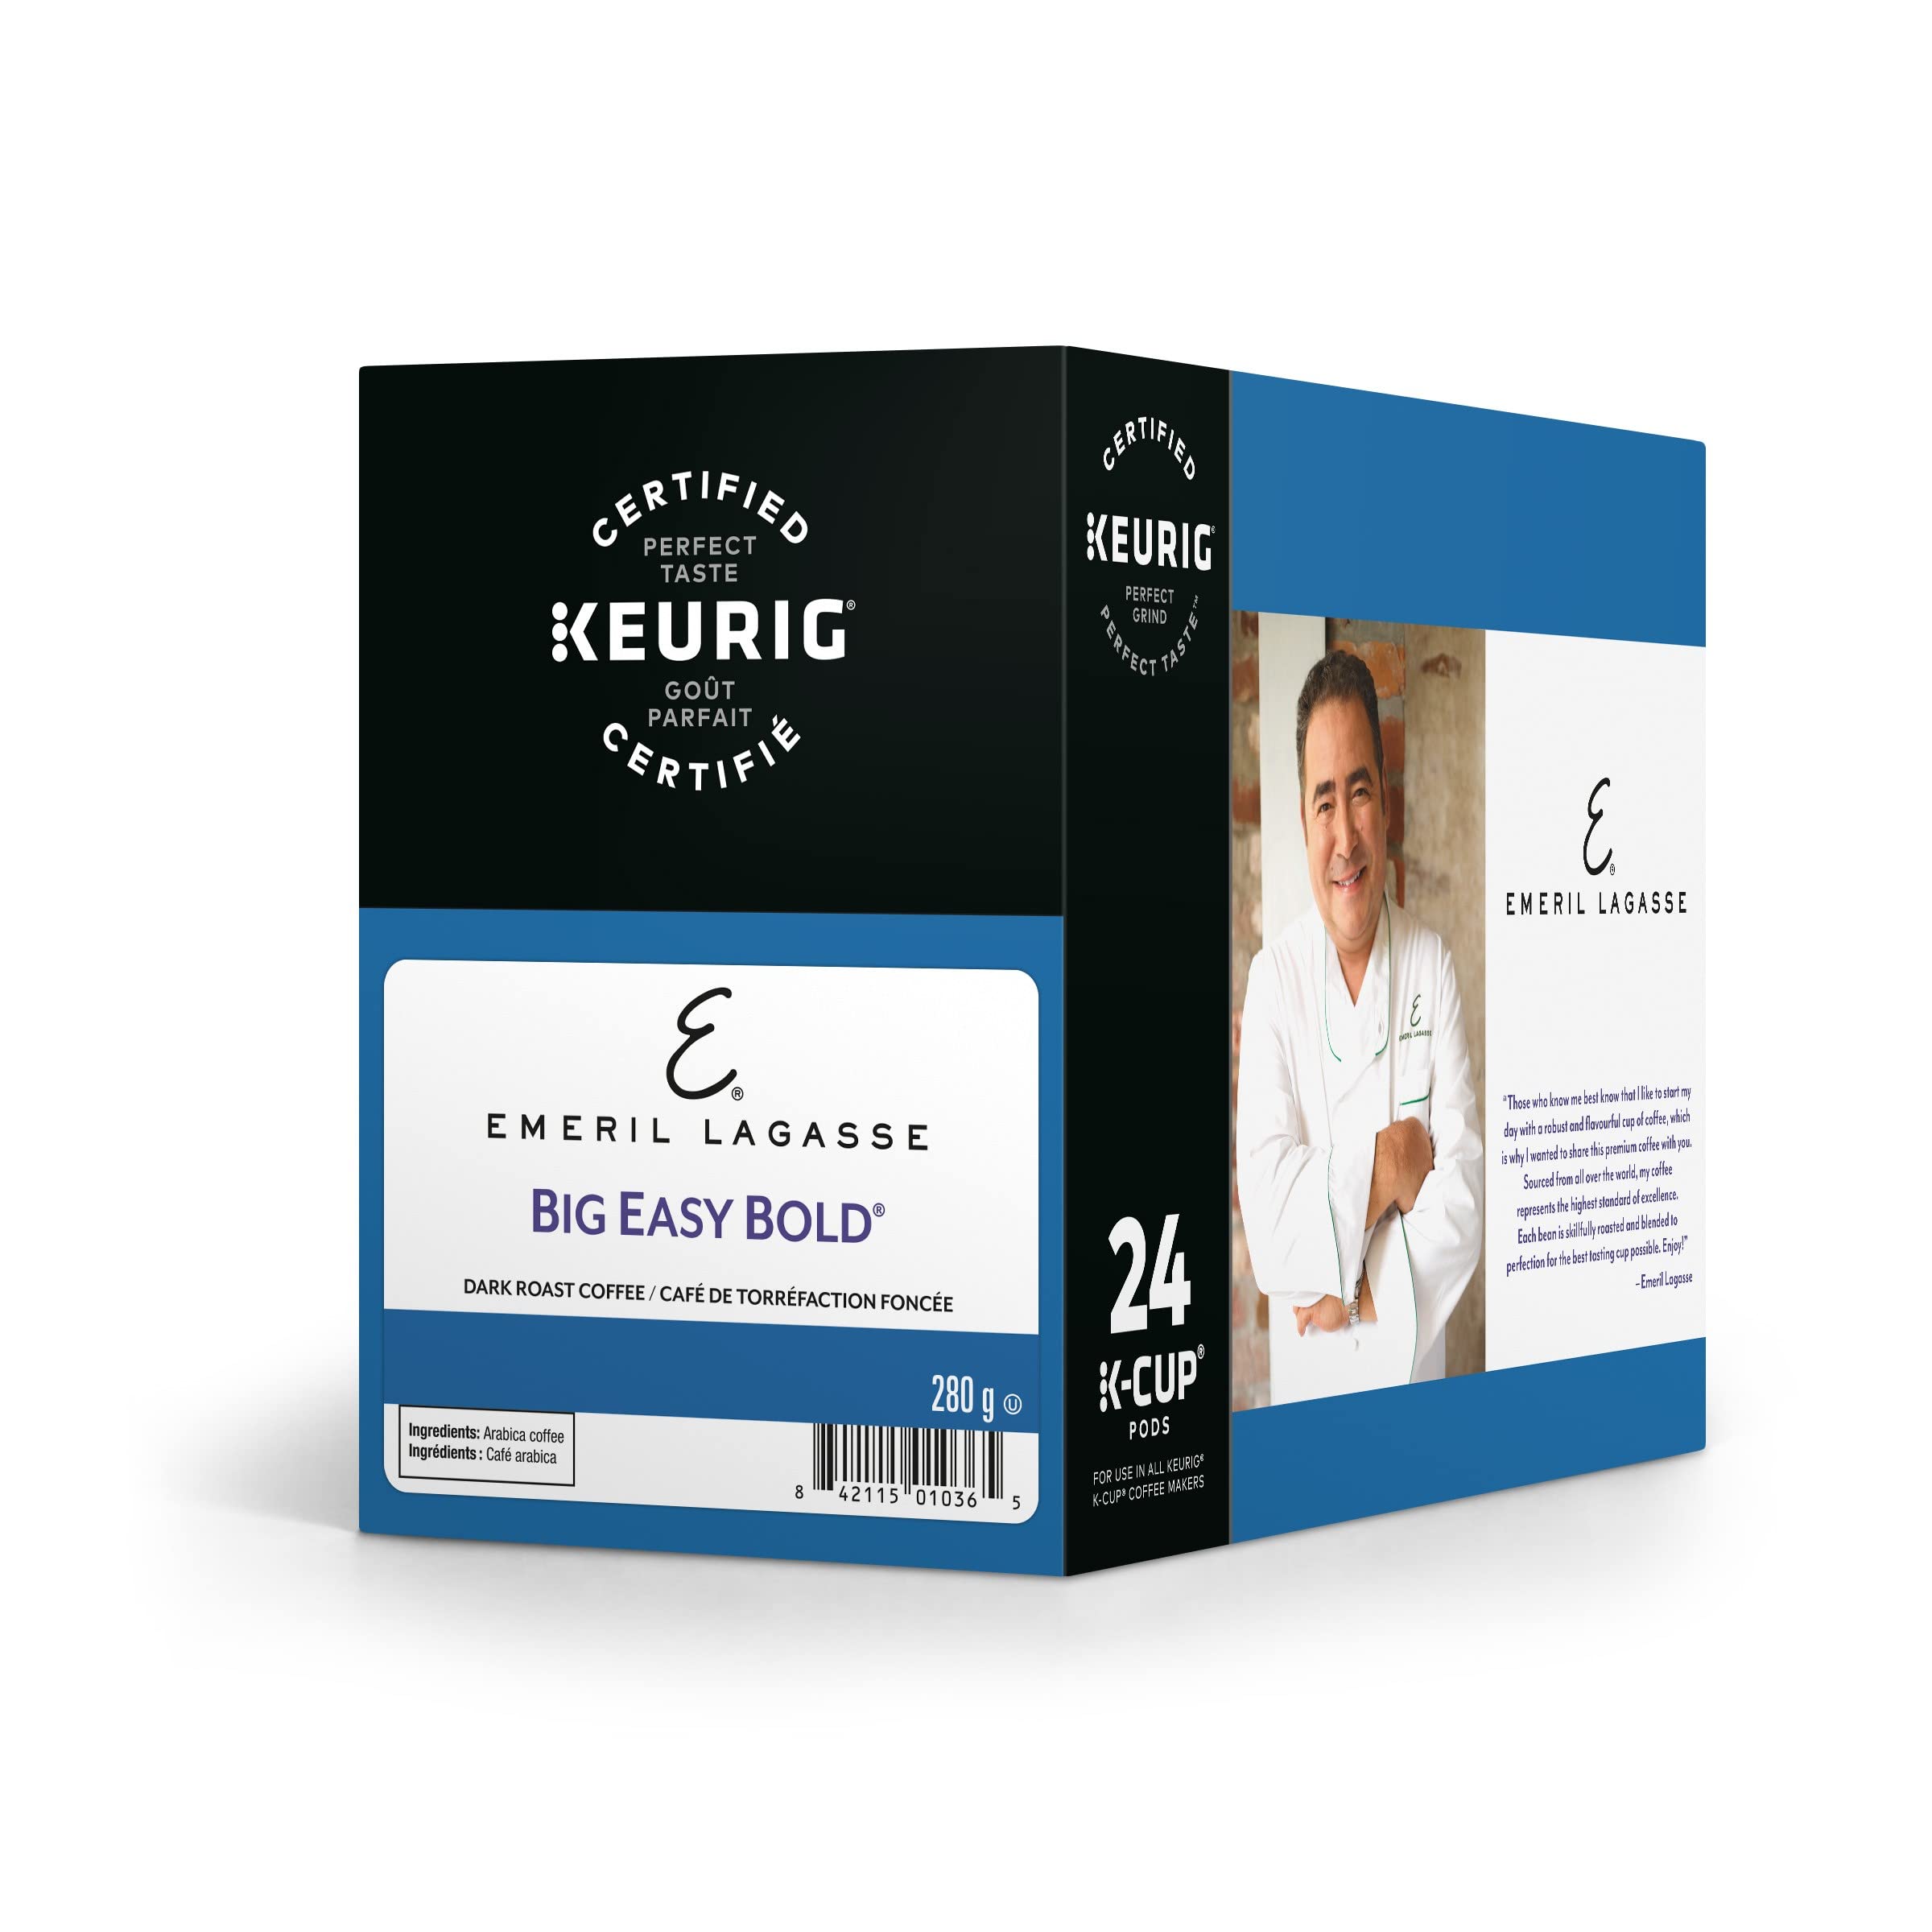 CERTIFIED
PERFECT
TASTE
KEURIG®
GOÛT
PARFAIT
CERTIFIÉ
E®
EMERIL LAGASSE
BIG EASY BOLD®
DARK ROAST COFFEE / CAFÉ DE TORRÉFACTION FONCÉE
280 g Ⓤ
Ingredients: Arabica coffee
Ingrédients : Café arabica
8 42115 01036 5
CERTIFIED
KEURIG®
PERFECT
GRIND
PERFECT TASTE™
24
K-CUP®
PODS
FOR USE IN ALL KEURIG®
K-CUP® COFFEE MAKERS
E
EMERIL LAGASSE
E®
EMERIL LAGASSE
"Those who know me best know that I like to start my
day with a robust and flavourful cup of coffee, which
is why I wanted to share this premium coffee with you.
Sourced from all over the world, my coffee
represents the highest standard of excellence.
Each bean is skillfully roasted and blended to
perfection for the best tasting cup possible. Enjoy!"
–Emeril Lagasse